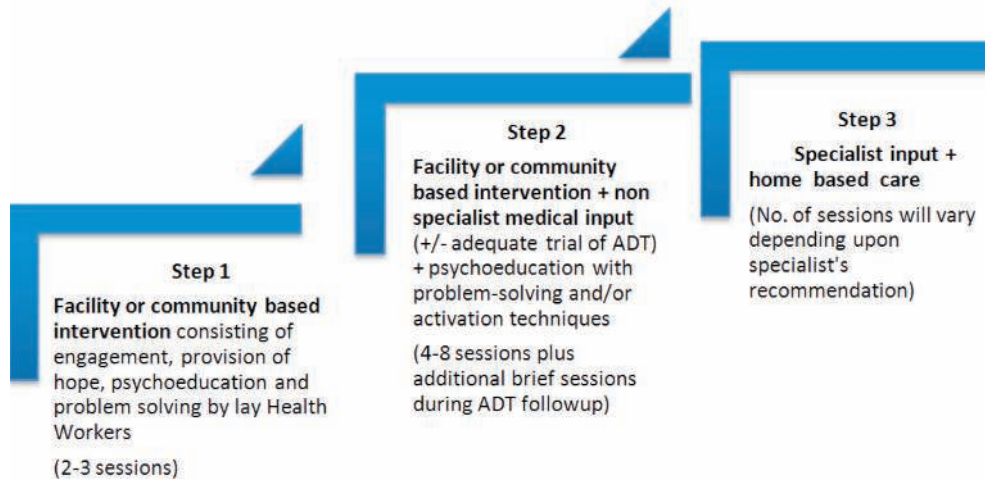 Step 1
Facility or community based
intervention consisting of
engagement, provision of
hope, psychoeducation and
problem solving by lay Health
Workers
(2-3 sessions)
Step 2
Facility or community
based intervention + non
specialist medical input
(+/- adequate trial of ADT)
+ psychoeducation with
problem-solving and/or
activation techniques
(4-8 sessions plus
additional brief sessions
during ADT followup)
Step 3
Specialist input +
home based care
(No. of sessions will vary
depending upon
specialist's
recommendation)